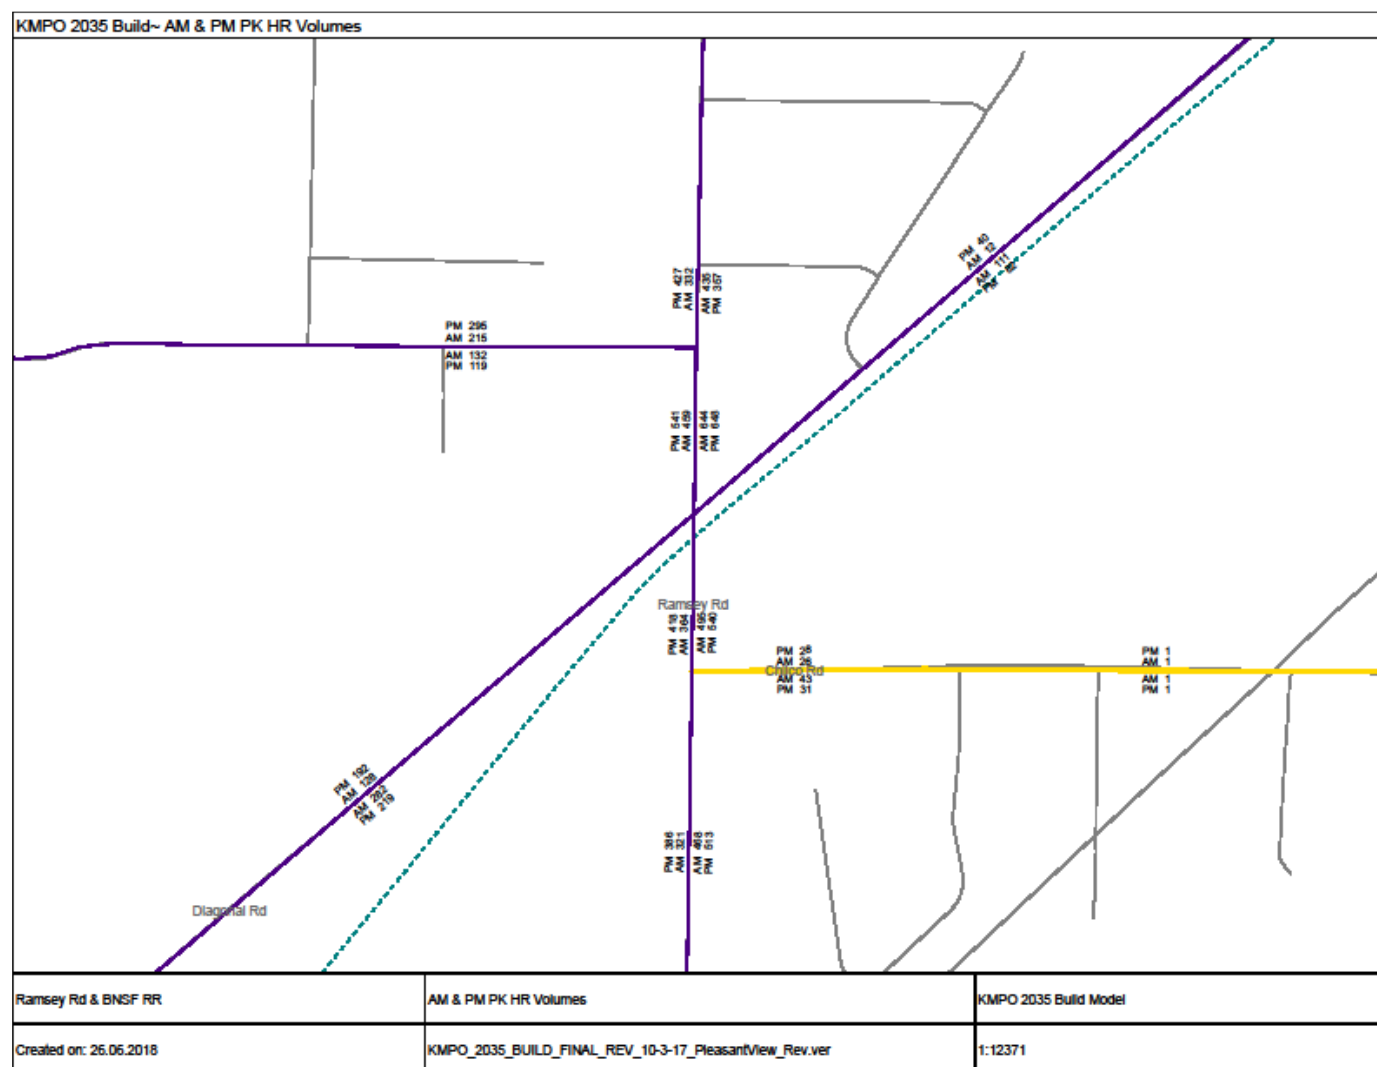 KMPO 2035 Build~ AM & PM PK HR Volumes
PM 40
AM 12
AM 111
PM 82
PM 427
AM 332
AM 435
PM 357
PM 295
AM 215
AM 132
PM 119
PM 541
AM 459
AM 644
PM 648
Ramsey Rd
PM 418
AM 364
AM 495
PM 540
PM 28
AM 26
Chilco Rd
AM 43
PM 31
PM 1
AM 1
AM 1
PM 1
PM 192
AM 128
AM 282
PM 219
PM 386
AM 321
AM 468
PM 513
Diagonal Rd
Ramsey Rd & BNSF RR
AM & PM PK HR Volumes
KMPO 2035 Build Model
Created on: 26.06.2018
KMPO_2035_BUILD_FINAL_REV_10-3-17_PleasantView_Rev.ver
1:12371